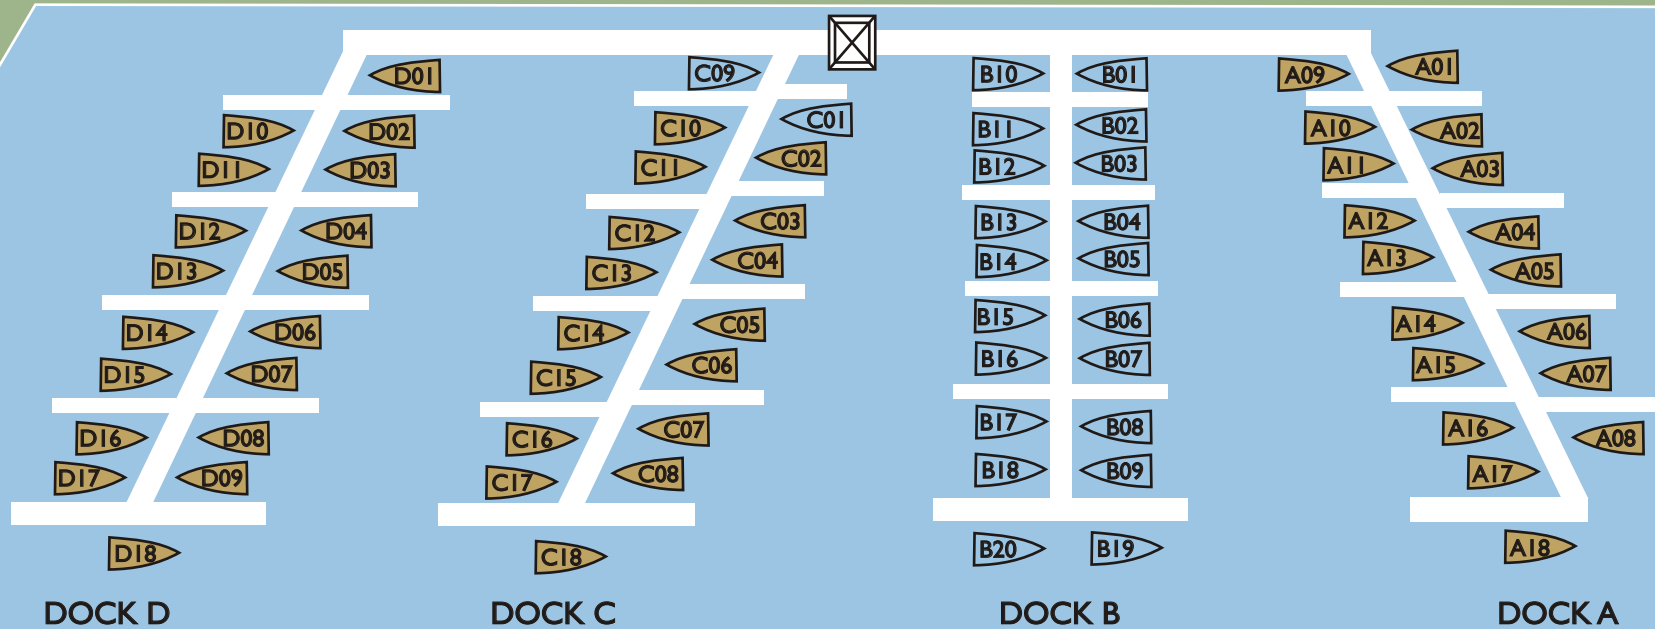 D01
D10 D02
D11 D03
D12 D04
D13 D05
D14 D06
D15 D07
D16 D08
D17 D09
D18
DOCK D
C09
C10 C01
C11 C02
C12 C03
C13 C04
C14 C05
C15 C06
C16 C07
C17 C08
C18
DOCK C
B10 B01
B11 B02
B12 B03
B13 B04
B14 B05
B15 B06
B16 B07
B17 B08
B18 B09
B20 B19
DOCK B
A09 A01
A10 A02
A11 A03
A12 A04
A13 A05
A14 A06
A15 A07
A16 A08
A17
A18
DOCK A